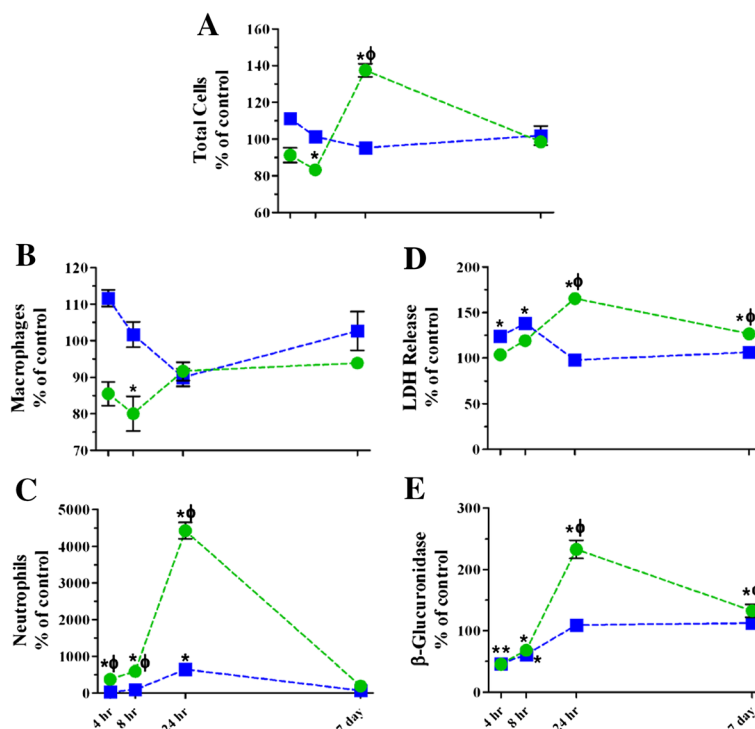 A
Total Cells
% of control
160
140
120
100
80
60
*ϕ
*
B
Macrophages
% of control
120
110
100
90
80
70
*
D
LDH Release
% of control
200
150
100
50
0
*
*
*
*ϕ
*ϕ
C
Neutrophils
% of control
5000
4000
3000
2000
1000
1000
500
0
*ϕ
*ϕ
*ϕ
*
4 hr
8 hr
24 hr
7 day
E
β-Glucuronidase
% of control
300
200
100
0
**
*
*
*ϕ
*ϕ
4 hr
8 hr
24 hr
7 day